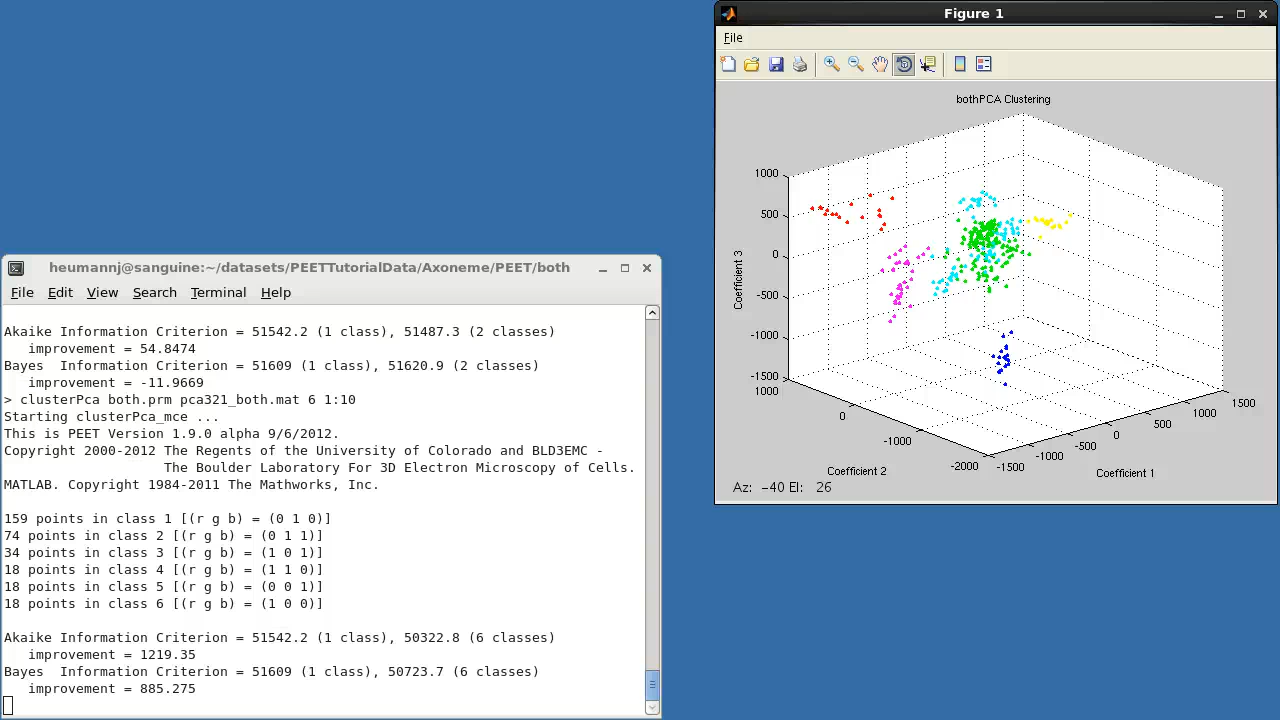 heumannj@sanguine:~/datasets/PEETTutorialData/Axoneme/PEET/both
File Edit View Search Terminal Help
Akaike Information Criterion = 51542.2 (1 class), 51487.3 (2 classes)
   improvement = 54.8474
Bayes  Information Criterion = 51609 (1 class), 51620.9 (2 classes)
   improvement = -11.9669
> clusterPca both.prm pca321_both.mat 6 1:10
Starting clusterPca_mce ...
This is PEET Version 1.9.0 alpha 9/6/2012.
Copyright 2000-2012 The Regents of the University of Colorado and BLD3EMC -
                    The Boulder Laboratory For 3D Electron Microscopy of Cells.
MATLAB. Copyright 1984-2011 The Mathworks, Inc.
159 points in class 1 [(r g b) = (0 1 0)]
74 points in class 2 [(r g b) = (0 1 1)]
34 points in class 3 [(r g b) = (1 0 1)]
18 points in class 4 [(r g b) = (1 1 0)]
18 points in class 5 [(r g b) = (0 0 1)]
18 points in class 6 [(r g b) = (1 0 0)]
Akaike Information Criterion = 51542.2 (1 class), 50322.8 (6 classes)
   improvement = 1219.35
Bayes  Information Criterion = 51609 (1 class), 50723.7 (6 classes)
   improvement = 885.275
Figure 1
File
bothPCA Clustering
1000
500
0
-500
-1000
-1500
Coefficient 3
1000
0
-1000
-2000
Coefficient 2
-1500
-1000
-500
0
500
1000
1500
Coefficient 1
Az: −40 El: 26